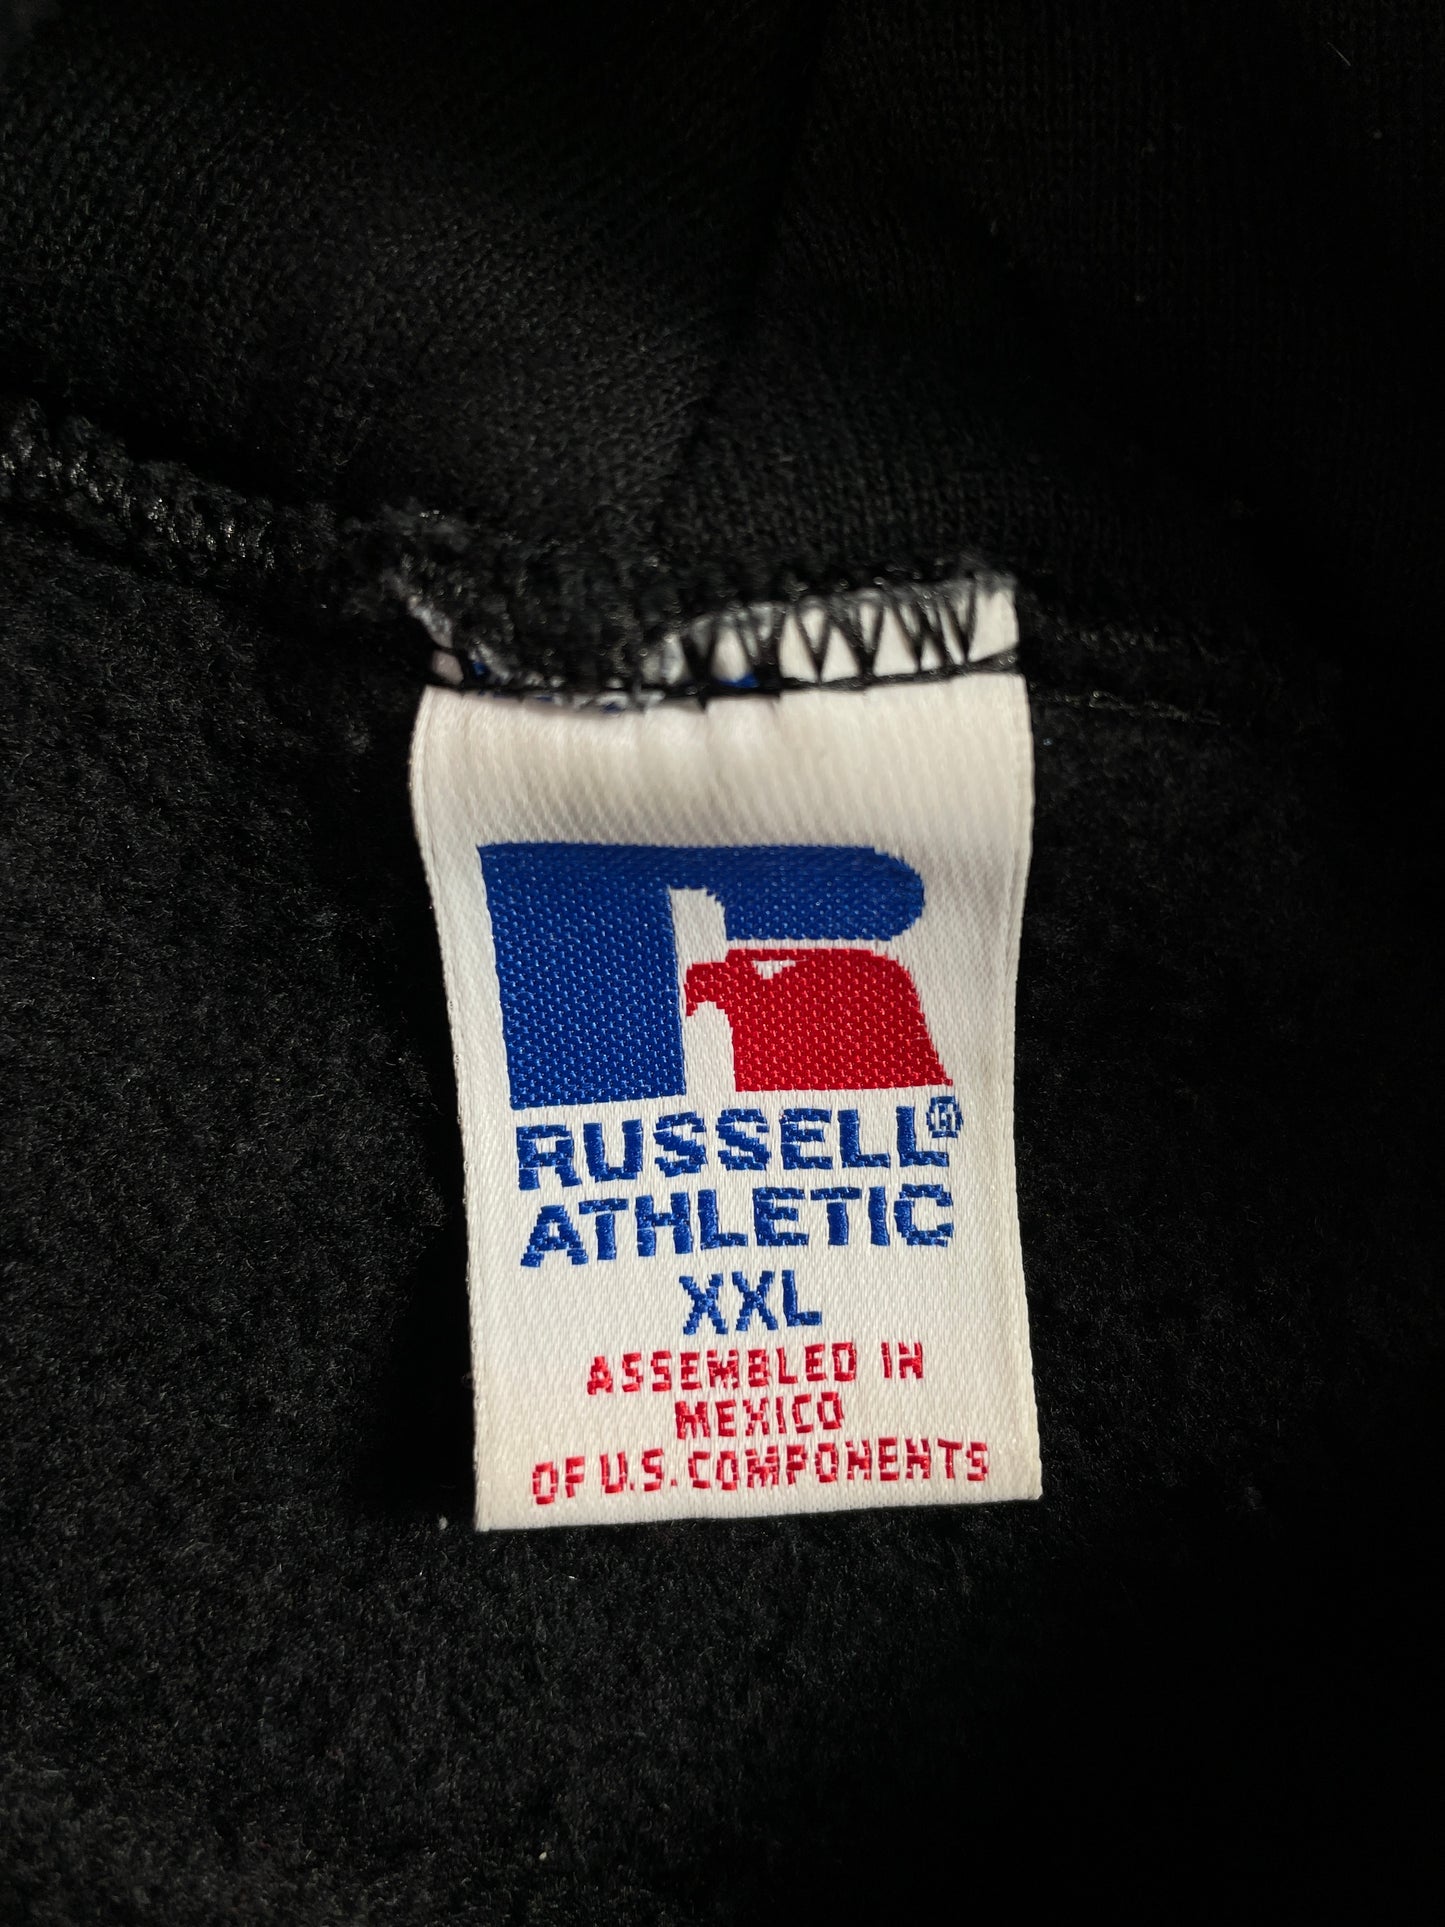 RUSSELL®
ATHLETIC
XXL
ASSEMBLED IN
MEXICO
OF U.S. COMPONENTS